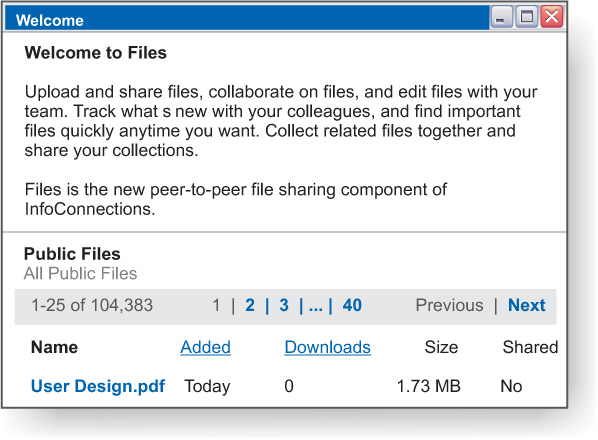 Welcome
Welcome to Files
Upload and share files, collaborate on files, and edit files with your
team. Track what s new with your colleagues, and find important
files quickly anytime you want. Collect related files together and
share your collections.
Files is the new peer-to-peer file sharing component of
InfoConnections.
Public Files
All Public Files
1-25 of 104,383 1 | 2 | 3 | ... | 40 Previous | Next
Name Added Downloads Size Shared
User Design.pdf Today 0 1.73 MB No